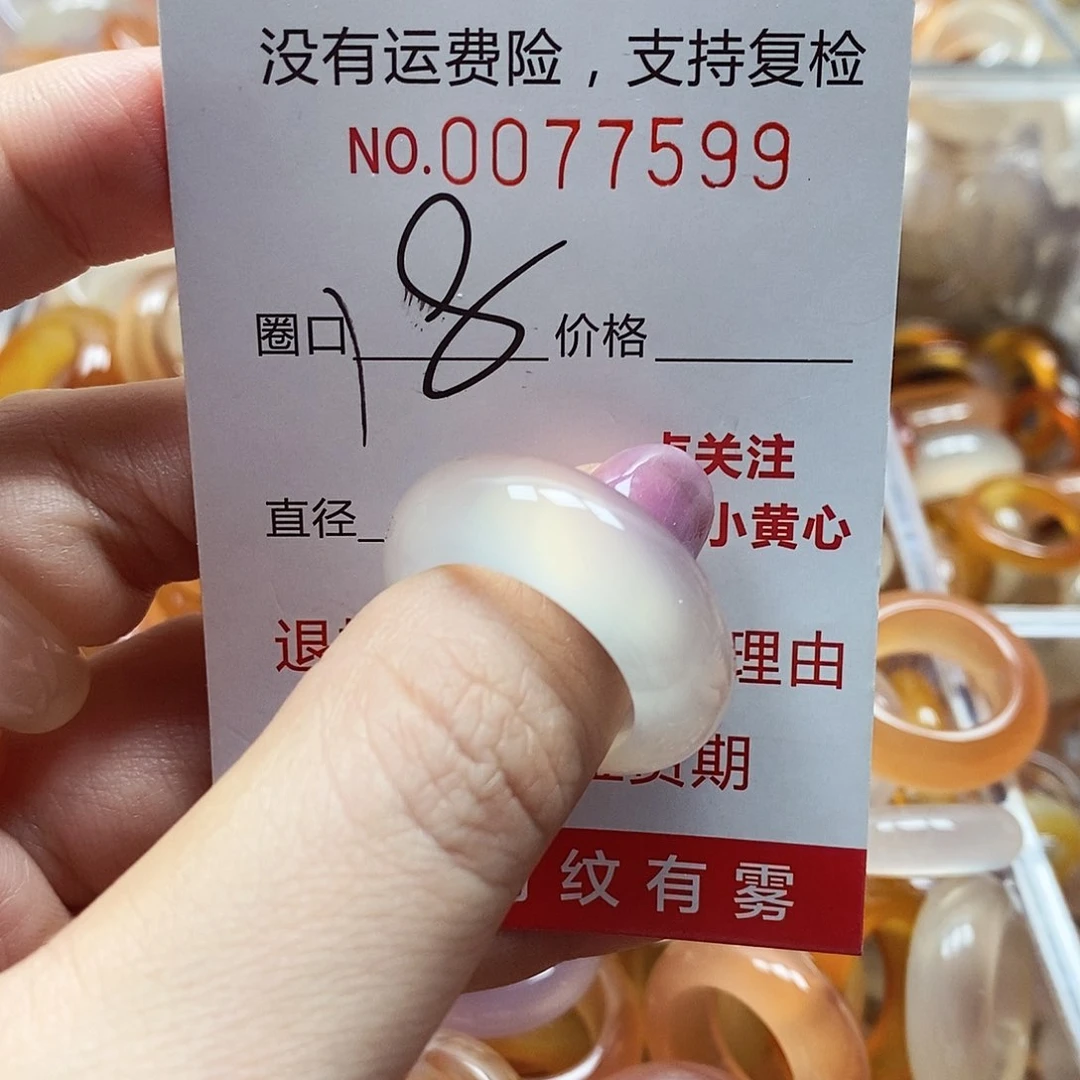 没有运费险，支持复检
NO.0077599
圈口 18 价格
关注
直径
小黄心
退 理由
期
纹有雾